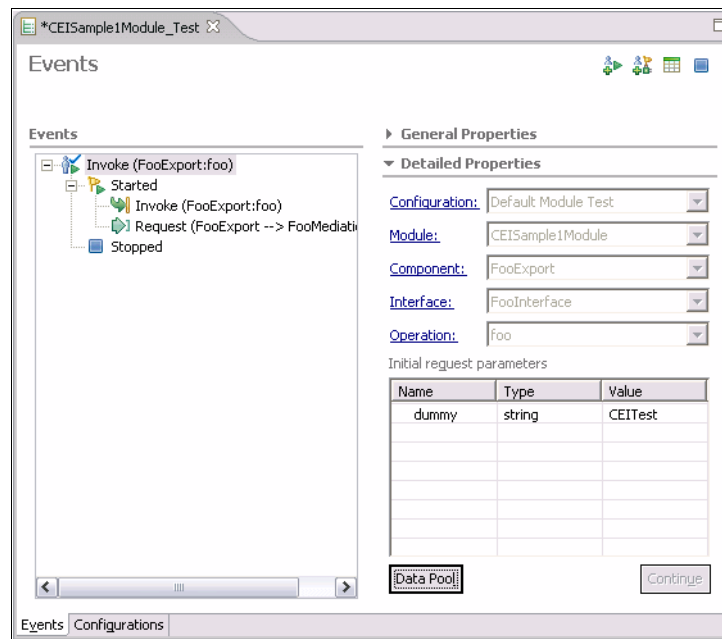 *CEISample1Module_Test
Events
Events
Invoke (FooExport:foo)
Started
Invoke (FooExport:foo)
Request (FooExport --> FooMediati
Stopped
General Properties
Detailed Properties
Configuration: Default Module Test
Module: CEISample1Module
Component: FooExport
Interface: FooInterface
Operation: foo
Initial request parameters
Name Type Value
dummy string CEITest
Data Pool Continue
Events Configurations